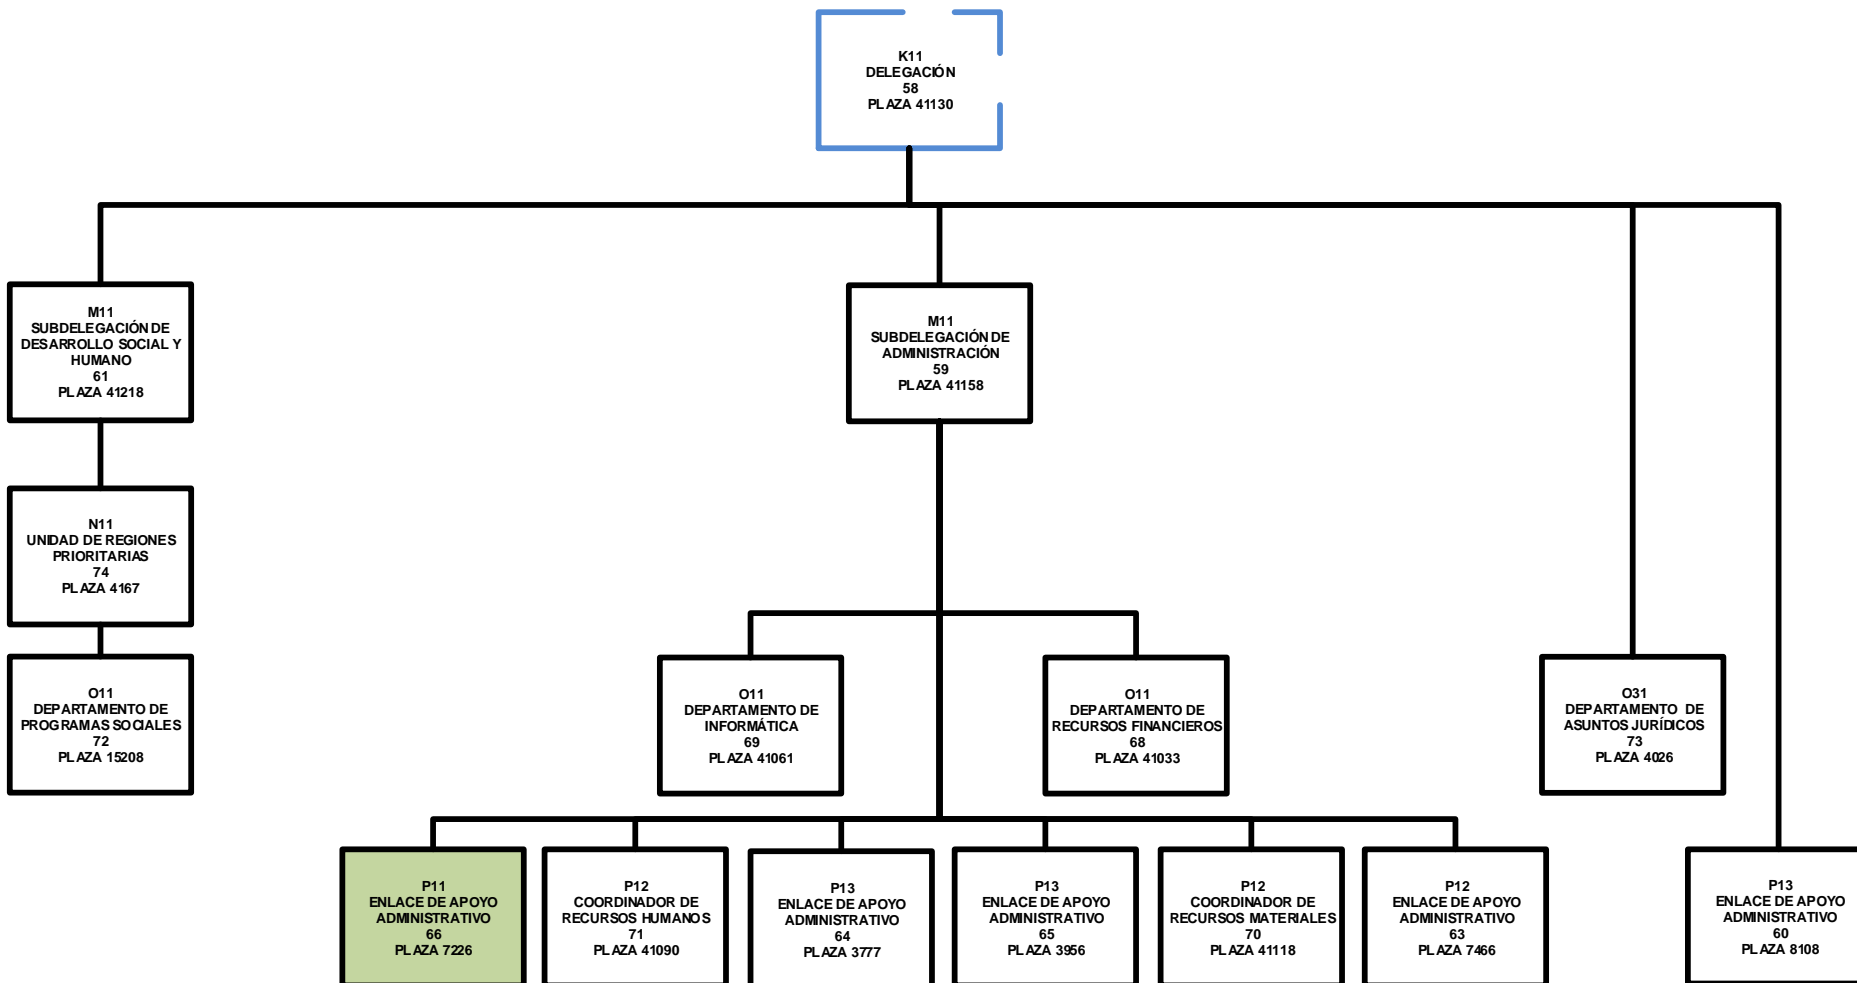 K11
DELEGACIÓN
58
PLAZA 41130
M11
SUBDELEGACIÓN DE
DESARROLLO SOCIAL Y
HUMANO
61
PLAZA 41218
M11
SUBDELEGACIÓN DE
ADMINISTRACIÓN
59
PLAZA 41158
N11
UNIDAD DE REGIONES
PRIORITARIAS
74
PLAZA 4167
O11
DEPARTAMENTO DE
PROGRAMAS SOCIALES
72
PLAZA 15208
O11
DEPARTAMENTO DE
INFORMÁTICA
69
PLAZA 41061
O11
DEPARTAMENTO DE
RECURSOS FINANCIEROS
68
PLAZA 41033
O31
DEPARTAMENTO DE
ASUNTOS JURÍDICOS
73
PLAZA 4026
P11
ENLACE DE APOYO
ADMINISTRATIVO
66
PLAZA 7226
P12
COORDINADOR DE
RECURSOS HUMANOS
71
PLAZA 41090
P13
ENLACE DE APOYO
ADMINISTRATIVO
64
PLAZA 3777
P13
ENLACE DE APOYO
ADMINISTRATIVO
65
PLAZA 3956
P12
COORDINADOR DE
RECURSOS MATERIALES
70
PLAZA 41118
P12
ENLACE DE APOYO
ADMINISTRATIVO
63
PLAZA 7466
P13
ENLACE DE APOYO
ADMINISTRATIVO
60
PLAZA 8108